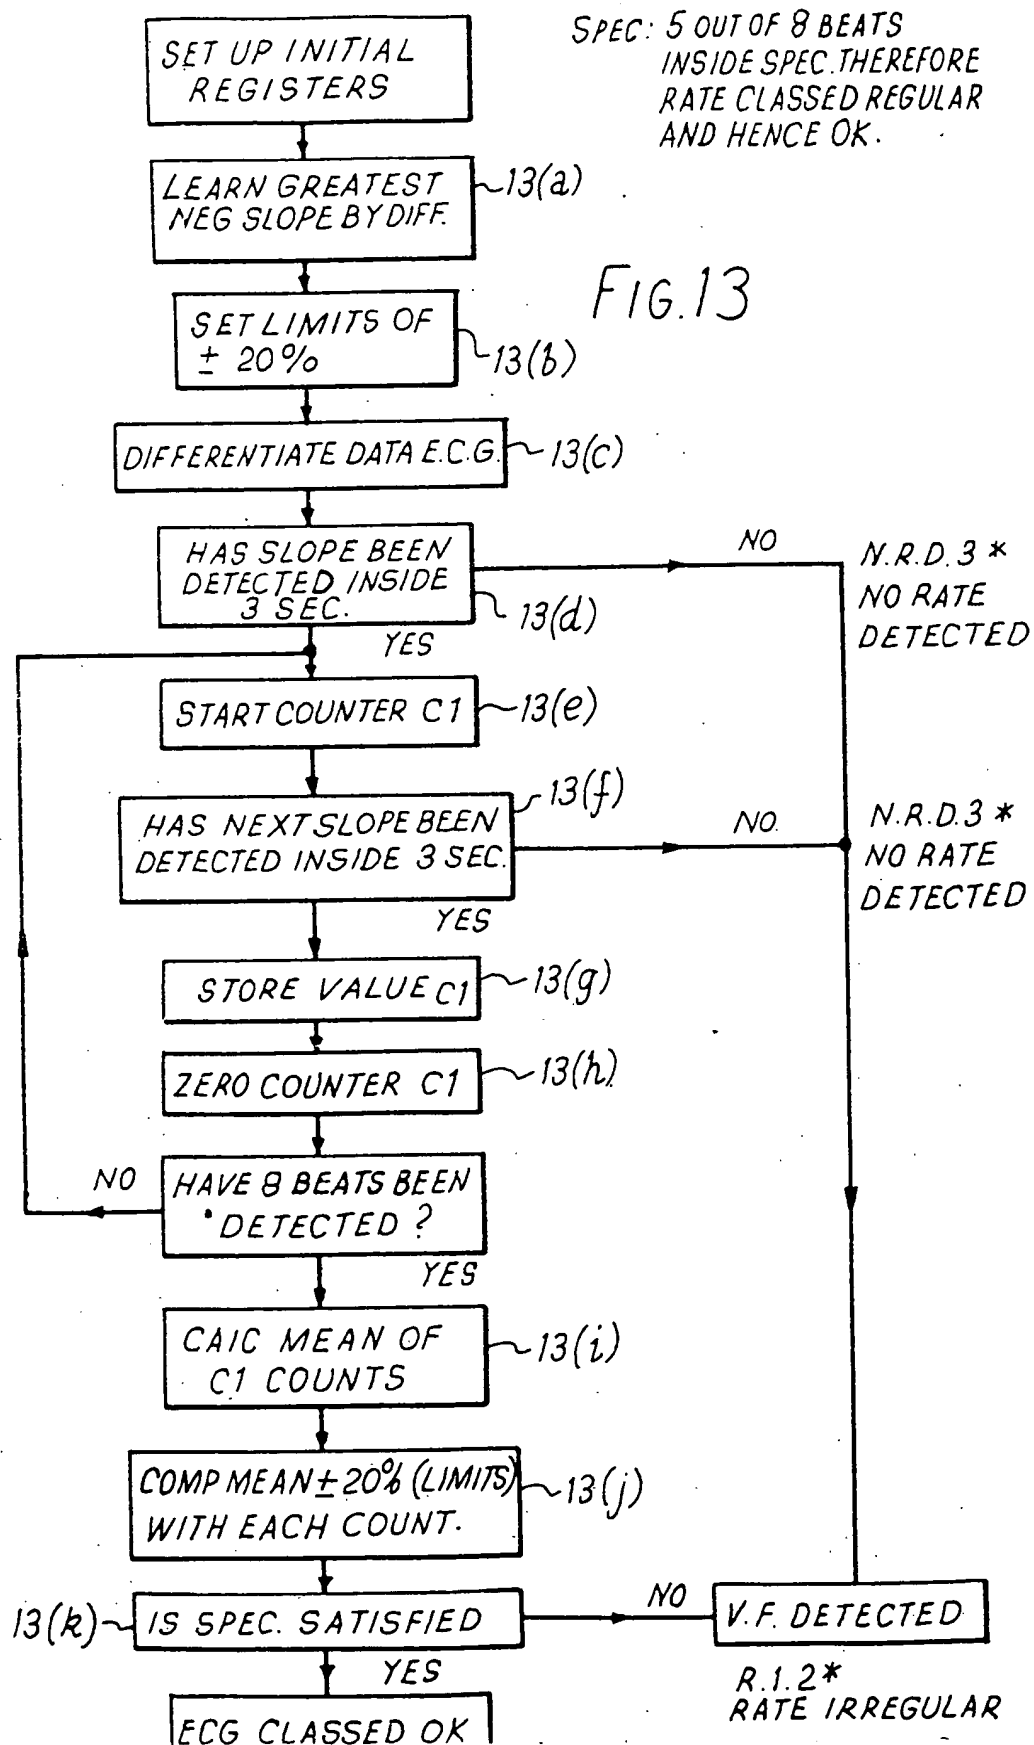 SET UP INITIAL
REGISTERS
SPEC: 5 OUT OF 8 BEATS
INSIDE SPEC. THEREFORE
RATE CLASSED REGULAR
AND HENCE OK.
LEARN GREATEST
NEG SLOPE BY DIFF.
13(a)
FIG. 13
SET LIMITS OF
± 20%
13(b)
DIFFERENTIATE DATA E.C.G.
13(c)
HAS SLOPE BEEN
DETECTED INSIDE
3 SEC.
13(d)
NO
N.R.D.3 *
NO RATE
DETECTED
YES
START COUNTER C1
13(e)
HAS NEXT SLOPE BEEN
DETECTED INSIDE 3 SEC.
13(f)
NO.
N.R.D.3 *
NO RATE
DETECTED
YES
STORE VALUE C1
13(g)
ZERO COUNTER C1
13(h)
HAVE 8 BEATS BEEN
DETECTED ?
NO
YES
CAIC MEAN OF
C1 COUNTS
13(i)
COMP MEAN ± 20% (LIMITS)
WITH EACH COUNT.
13(j)
13(k)
IS SPEC. SATISFIED
NO
V.F. DETECTED
R.1.2 *
RATE IRREGULAR
YES
ECG CLASSED OK